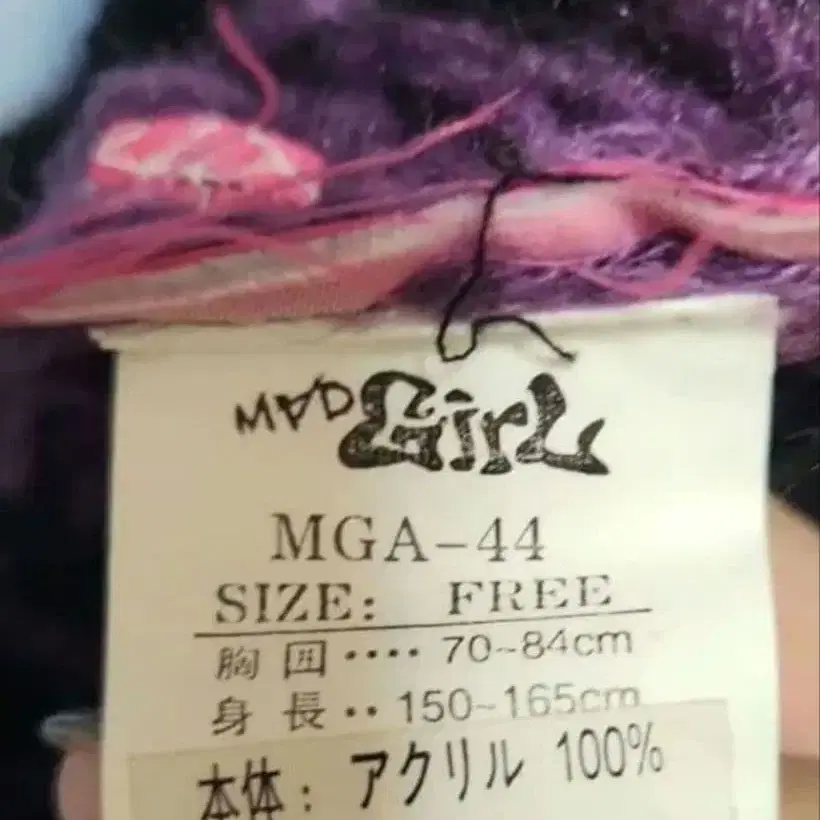 MAD GirL
MGA-44
SIZE: FREE
胸 囲 ････ 70~84cm
身 長 ･･ 150~165cm
本体: アクリル 100%